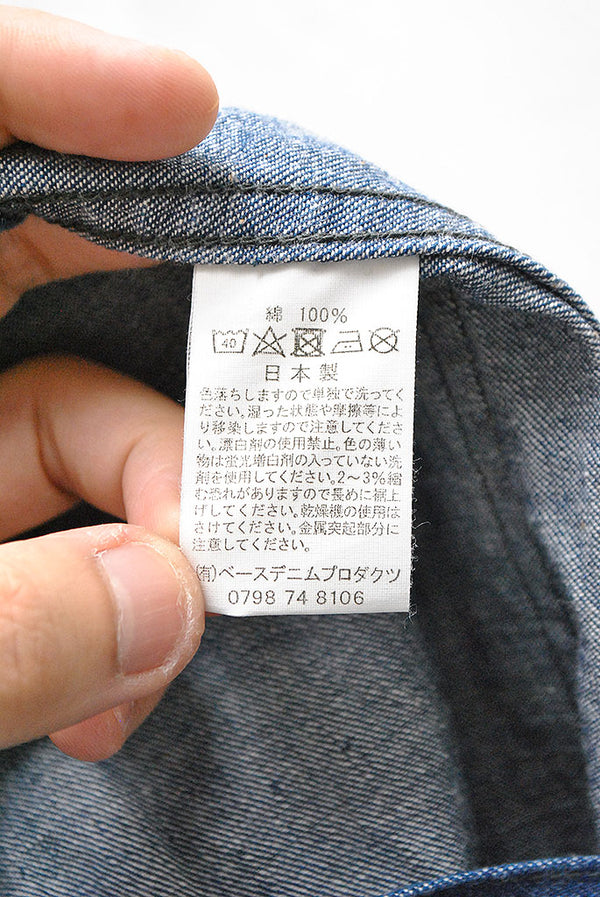 綿 100%
40
日本製
色落ちしますので単独で洗ってく
ださい。湿った状態や摩擦等によ
り移染しますので注意してくださ
い。漂白剤の使用禁止。色の薄い
物は蛍光増白剤の入っていない洗
剤を使用してください。2～3%縮
む恐れがありますので長めに裾上
げしてください。乾燥機の使用は
さけてください。金属突起部分に
注意してください。
(有)ベースデニムプロダクツ
0798 74 8106